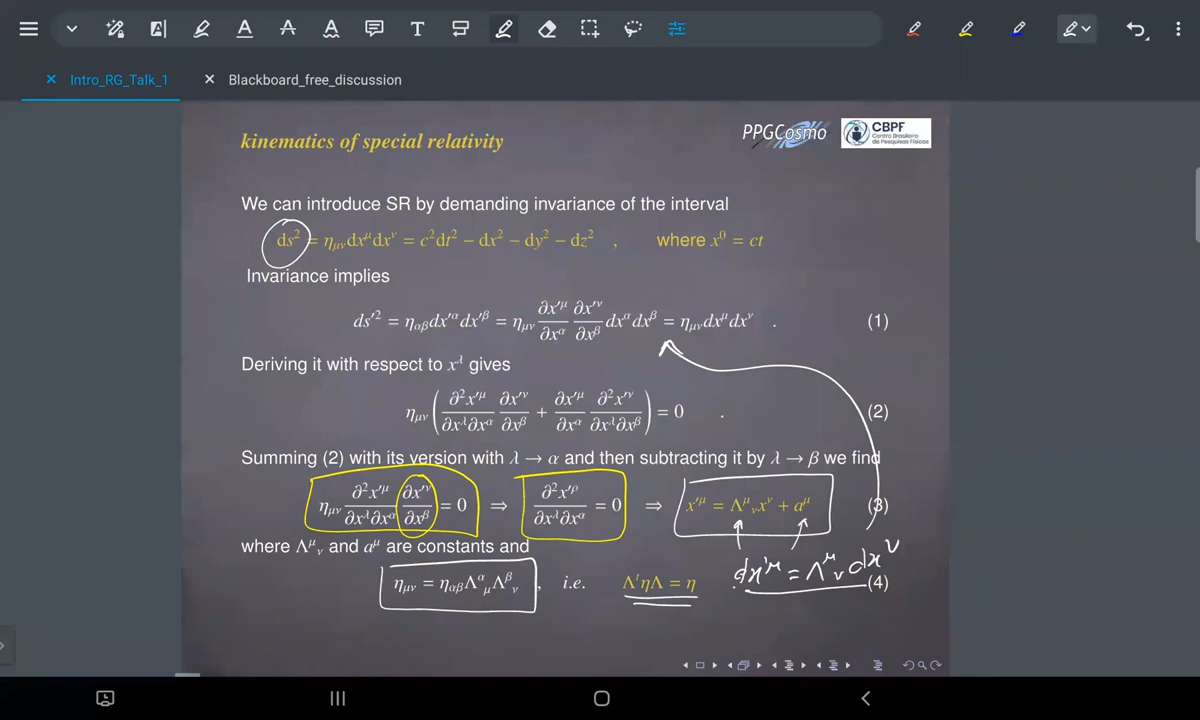 Intro_RG_Talk_1
Blackboard_free_discussion
kinematics of special relativity
PPGCosmo
CBPF
Centro Brasileiro
de Pesquisas Físicas
We can introduce SR by demanding invariance of the interval
ds² = η_μν dx^μ dx^ν = c²dt² − dx² − dy² − dz² , where x⁰ = ct
Invariance implies
ds′² = η_αβ dx′^α dx′^β = η_μν ∂x′^μ/∂x^α ∂x′^ν/∂x^β dx^α dx^β = η_μν dx^μ dx^ν . (1)
Deriving it with respect to x^λ gives
η_μν ( ∂²x′^μ/∂x^λ∂x^α ∂x′^ν/∂x^β + ∂x′^μ/∂x^α ∂²x′^ν/∂x^λ∂x^β ) = 0 . (2)
Summing (2) with its version with λ → α and then subtracting it by λ → β we find
η_μν ∂²x′^μ/∂x^λ∂x^α ∂x′^ν/∂x^β = 0 ⇒ ∂²x′^ρ/∂x^λ∂x^α = 0 ⇒ x′^μ = Λ^μ_ν x^ν + a^μ (3)
where Λ^μ_ν and a^μ are constants and
dx′^μ = Λ^μ_ν dx^ν
η_μν = η_αβ Λ^α_μ Λ^β_ν , i.e. Λ′ηΛ = η (4)